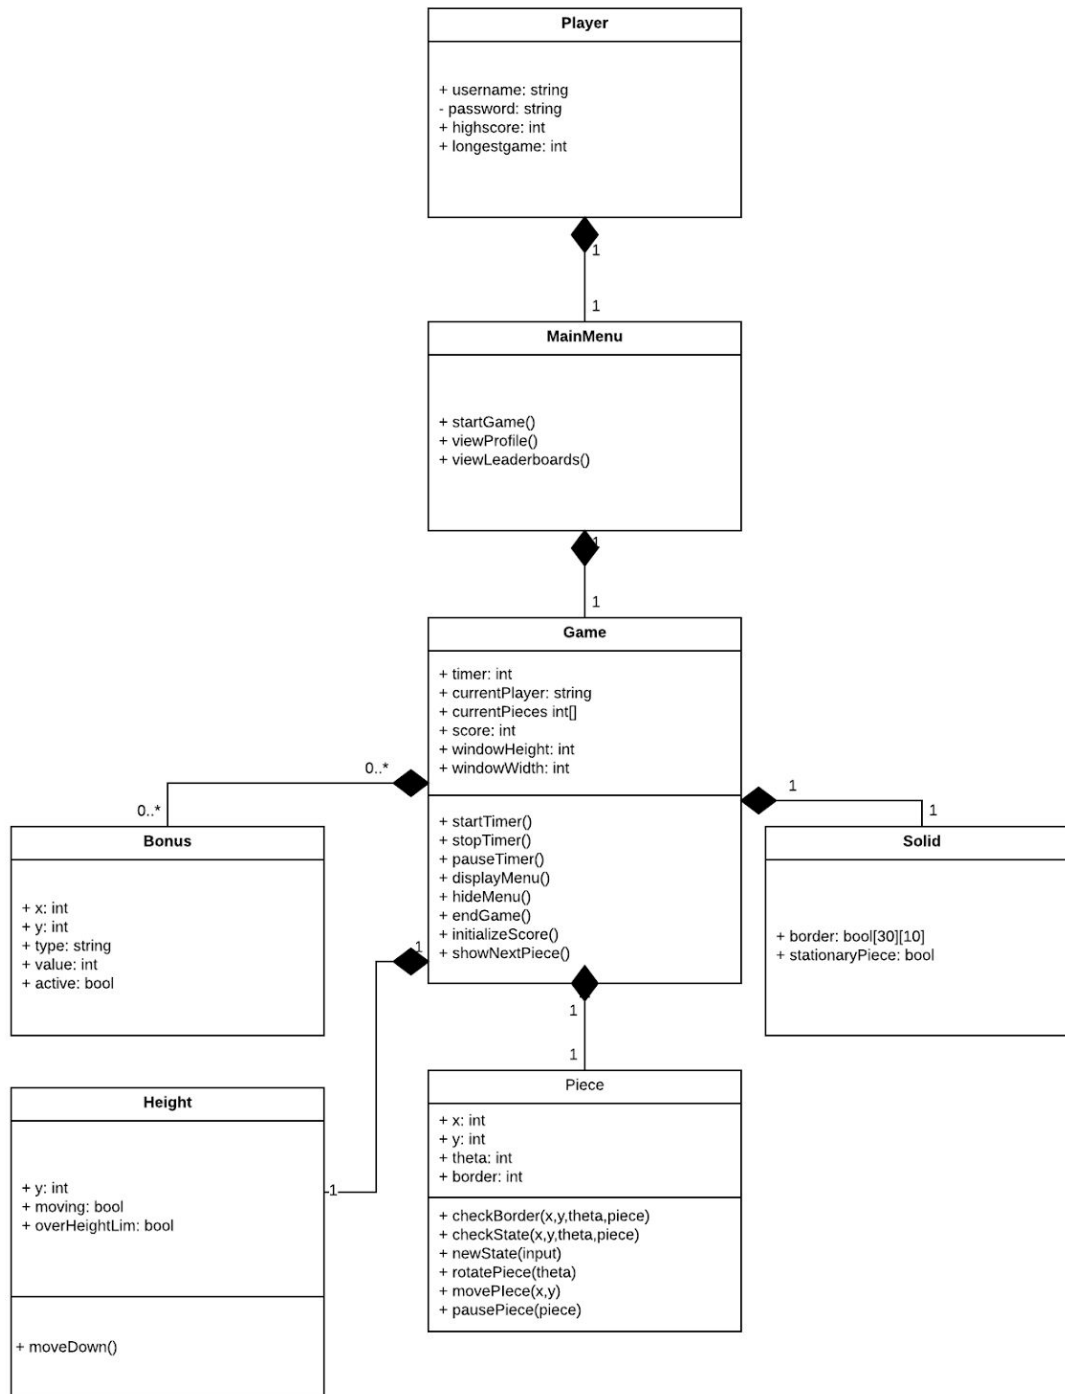 Player
+ username: string
- password: string
+ highscore: int
+ longestgame: int
1
1
MainMenu
+ startGame()
+ viewProfile()
+ viewLeaderboards()
1
1
Game
+ timer: int
+ currentPlayer: string
+ currentPieces int[]
+ score: int
+ windowHeight: int
+ windowWidth: int
+ startTimer()
+ stopTimer()
+ pauseTimer()
+ displayMenu()
+ hideMenu()
+ endGame()
+ initializeScore()
+ showNextPiece()
0..*
0..*
Bonus
+ x: int
+ y: int
+ type: string
+ value: int
+ active: bool
1
1
Solid
+ border: bool[30][10]
+ stationaryPiece: bool
1
1
Height
+ y: int
+ moving: bool
+ overHeightLim: bool
+ moveDown()
1
1
Piece
+ x: int
+ y: int
+ theta: int
+ border: int
+ checkBorder(x,y,theta,piece)
+ checkState(x,y,theta,piece)
+ newState(input)
+ rotatePiece(theta)
+ movePIece(x,y)
+ pausePiece(piece)